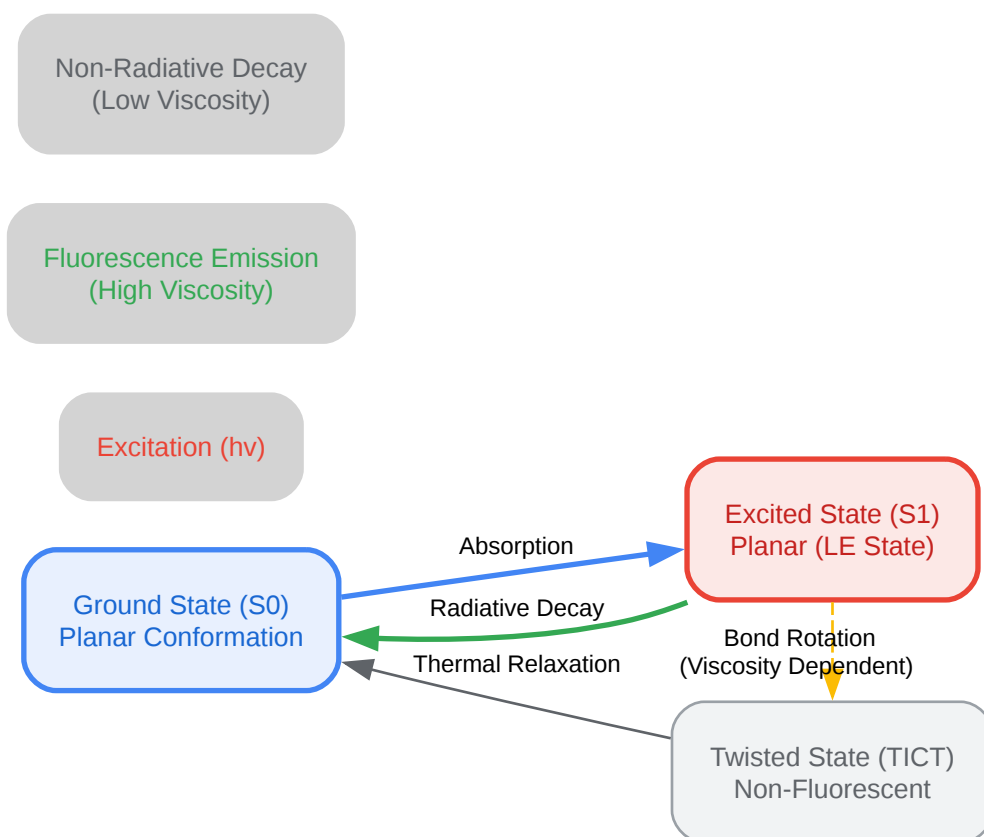 Non-Radiative Decay
(Low Viscosity)
Fluorescence Emission
(High Viscosity)
Excitation (hv)
Excited State (S1)
Planar (LE State)
Absorption
Ground State (S0)
Planar Conformation
Radiative Decay
Bond Rotation
(Viscosity Dependent)
Thermal Relaxation
Twisted State (TICT)
Non-Fluorescent